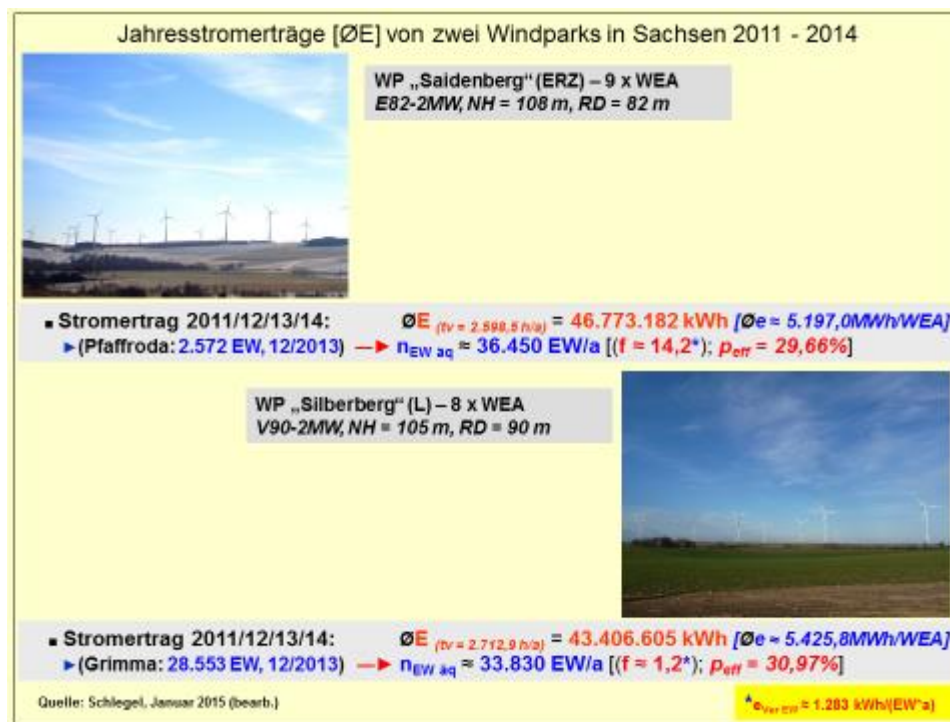 Jahresstromerträge [ØE] von zwei Windparks in Sachsen 2011 - 2014
WP „Saidenberg“ (ERZ) – 9 x WEA
E82-2MW, NH = 108 m, RD = 82 m
▪ Stromertrag 2011/12/13/14: ØE (tv = 2.598,5 h/a) = 46.773.182 kWh [Øe ≈ 5.197,0MWh/WEA]
►(Pfaffroda: 2.572 EW, 12/2013) —► nEW äq ≈ 36.450 EW/a [(f ≈ 14,2*); peff = 29,66%]
WP „Silberberg“ (L) – 8 x WEA
V90-2MW, NH = 105 m, RD = 90 m
▪ Stromertrag 2011/12/13/14: ØE (tv = 2.712,9 h/a) = 43.406.605 kWh [Øe ≈ 5.425,8MWh/WEA]
►(Grimma: 28.553 EW, 12/2013) —► nEW äq ≈ 33.830 EW/a [(f ≈ 1,2*); peff = 30,97%]
Quelle: Schlegel, Januar 2015 (bearb.)
*eVer EW ≈ 1.283 kWh/(EW*a)